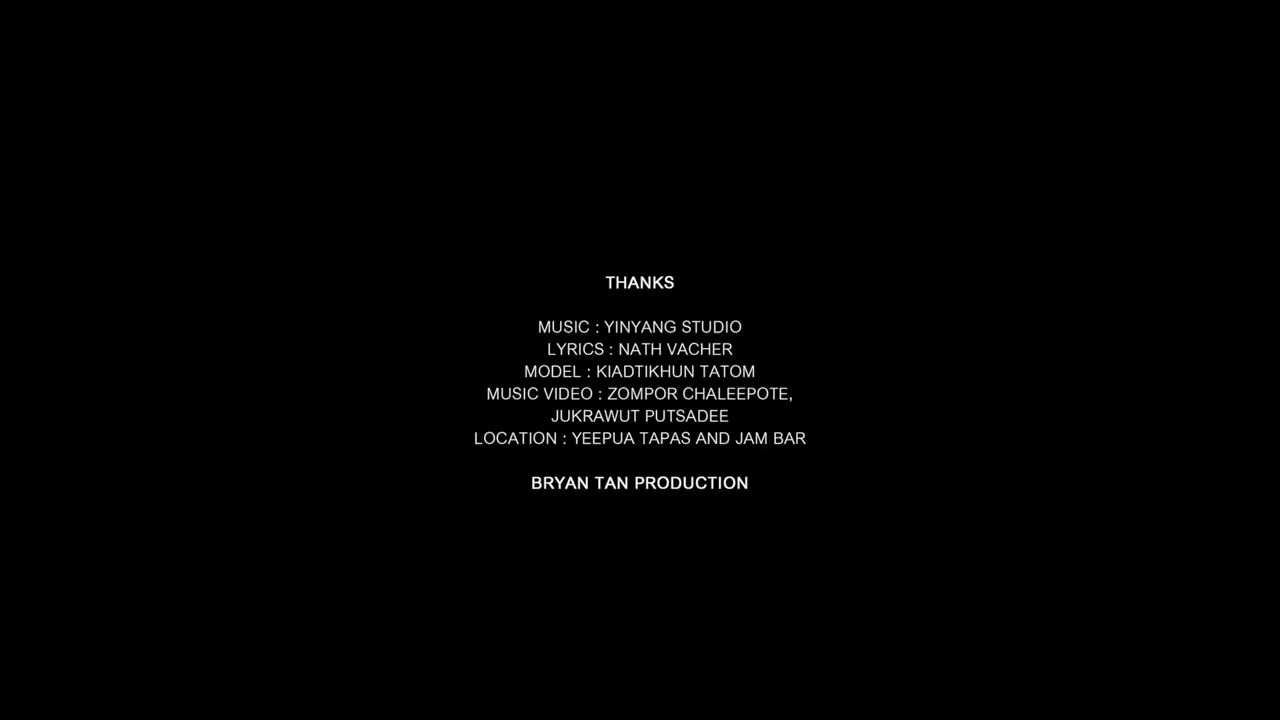 THANKS
MUSIC : YINYANG STUDIO
LYRICS : NATH VACHER
MODEL : KIADTIKHUN TATOM
MUSIC VIDEO : ZOMPOR CHALEEPOTE,
JUKRAWUT PUTSADEE
LOCATION : YEEPUA TAPAS AND JAM BAR
BRYAN TAN PRODUCTION